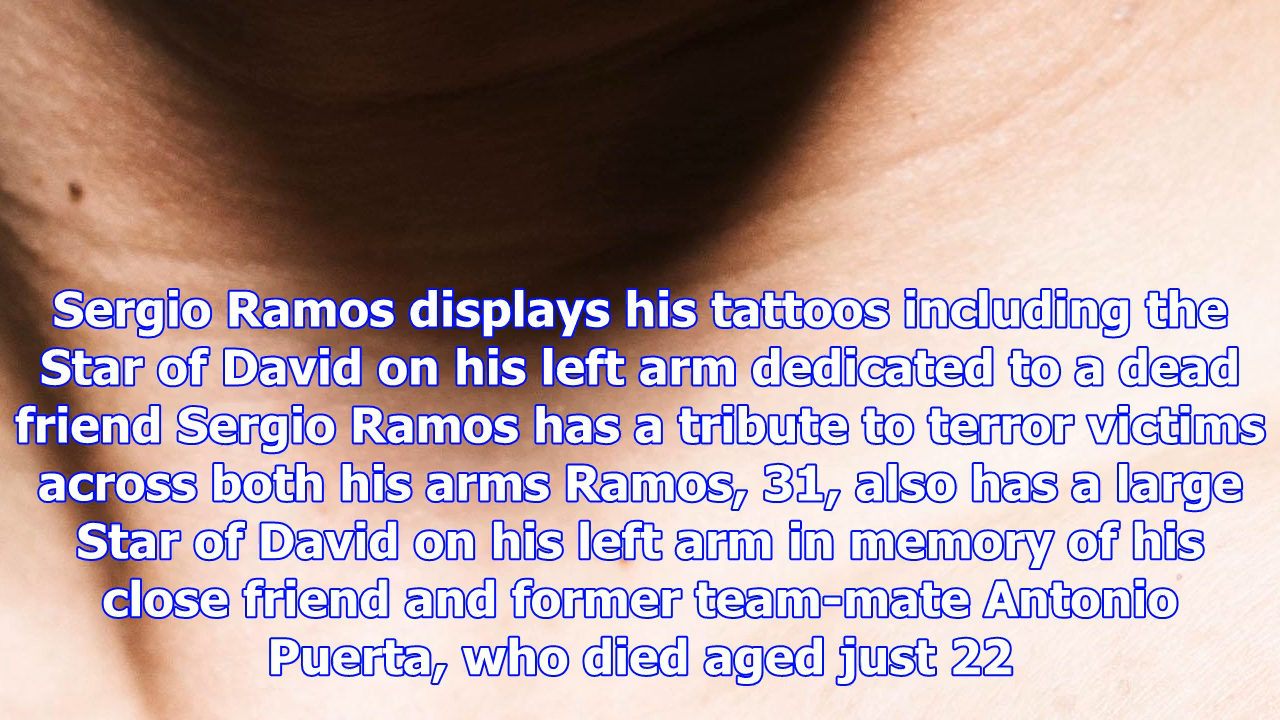 Sergio Ramos displays his tattoos including the
Star of David on his left arm dedicated to a dead
friend Sergio Ramos has a tribute to terror victims
across both his arms Ramos, 31, also has a large
Star of David on his left arm in memory of his
close friend and former team-mate Antonio
Puerta, who died aged just 22